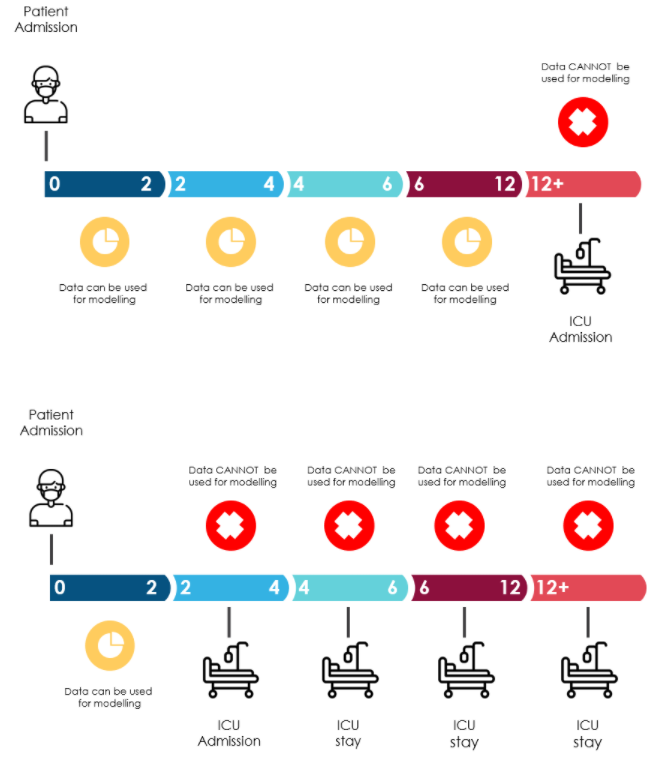 Patient
Admission
Data CANNOT be
used for modelling
0 2 2 4 4 6 6 12 12+
Data can be used
for modelling
Data can be used
for modelling
Data can be used
for modelling
Data can be used
for modelling
ICU
Admission
Patient
Admission
Data CANNOT be
used for modelling
Data CANNOT be
used for modelling
Data CANNOT be
used for modelling
Data CANNOT be
used for modelling
0 2 2 4 4 6 6 12 12+
Data can be used
for modelling
ICU
Admission
ICU
stay
ICU
stay
ICU
stay